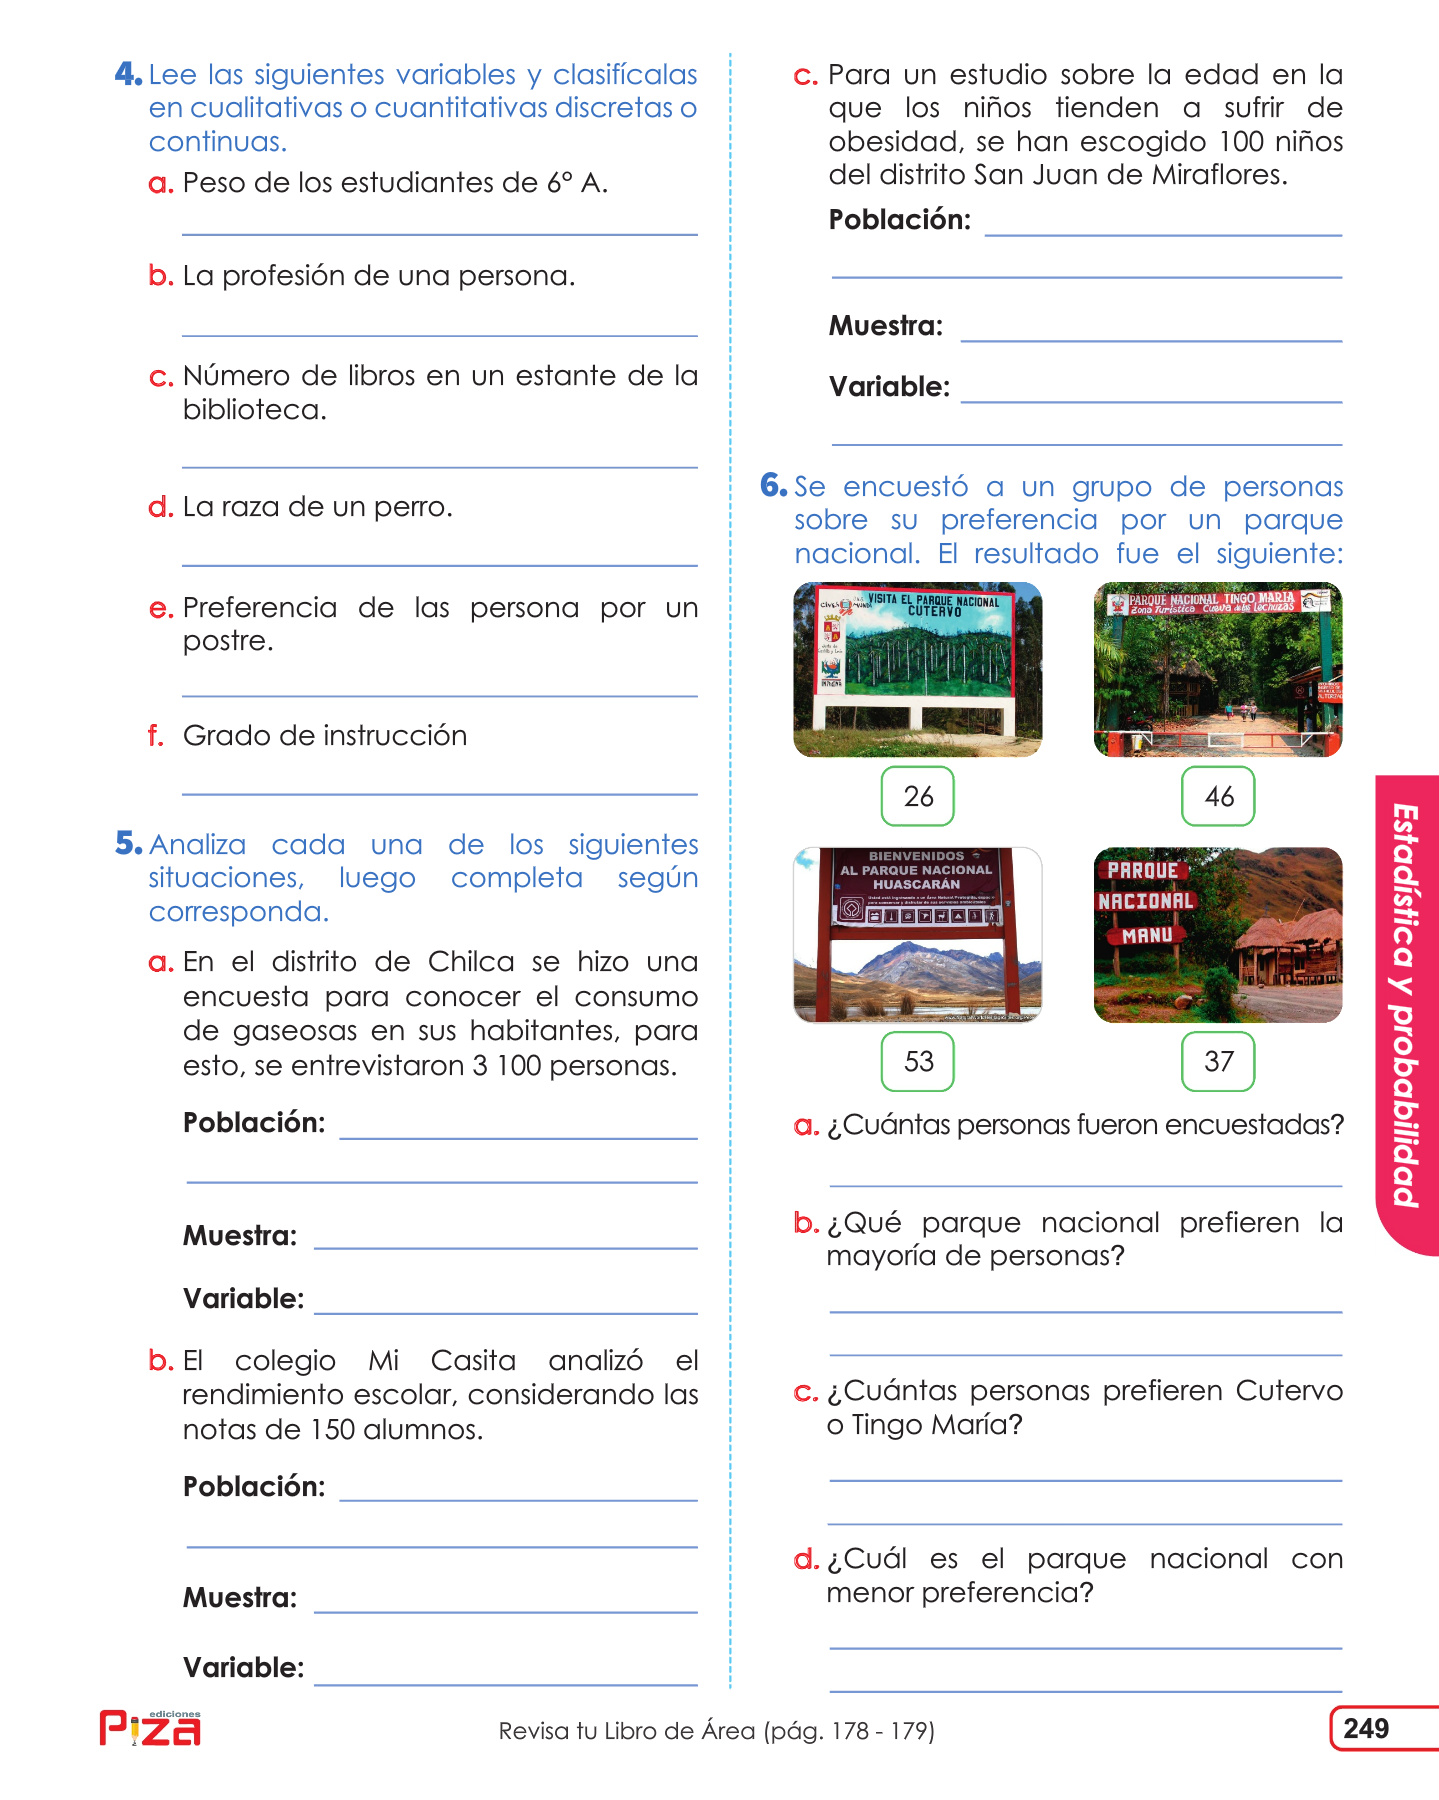 4. Lee las siguientes variables y clasifícalas
en cualitativas o cuantitativas discretas o
continuas.
a. Peso de los estudiantes de 6° A.
b. La profesión de una persona.
c. Número de libros en un estante de la
biblioteca.
d. La raza de un perro.
e. Preferencia de las persona por un
postre.
f. Grado de instrucción
5. Analiza cada una de los siguientes
situaciones, luego completa según
corresponda.
a. En el distrito de Chilca se hizo una
encuesta para conocer el consumo
de gaseosas en sus habitantes, para
esto, se entrevistaron 3 100 personas.
Población:
Muestra:
Variable:
b. El colegio Mi Casita analizó el
rendimiento escolar, considerando las
notas de 150 alumnos.
Población:
Muestra:
Variable:
c. Para un estudio sobre la edad en la
que los niños tienden a sufrir de
obesidad, se han escogido 100 niños
del distrito San Juan de Miraflores.
Población:
Muestra:
Variable:
6. Se encuestó a un grupo de personas
sobre su preferencia por un parque
nacional. El resultado fue el siguiente:
VISITA EL PARQUE NACIONAL
CUTERVO
PARQUE NACIONAL TINGO MARÍA
Zona Turística Cueva de las Lechuzas
26
46
BIENVENIDOS
AL PARQUE NACIONAL
HUASCARÁN
PARQUE
NACIONAL
MANU
53
37
a. ¿Cuántas personas fueron encuestadas?
b. ¿Qué parque nacional prefieren la
mayoría de personas?
c. ¿Cuántas personas prefieren Cutervo
o Tingo María?
d. ¿Cuál es el parque nacional con
menor preferencia?
Estadística y probabilidad
ediciones
Piza
Revisa tu Libro de Área (pág. 178 - 179)
249